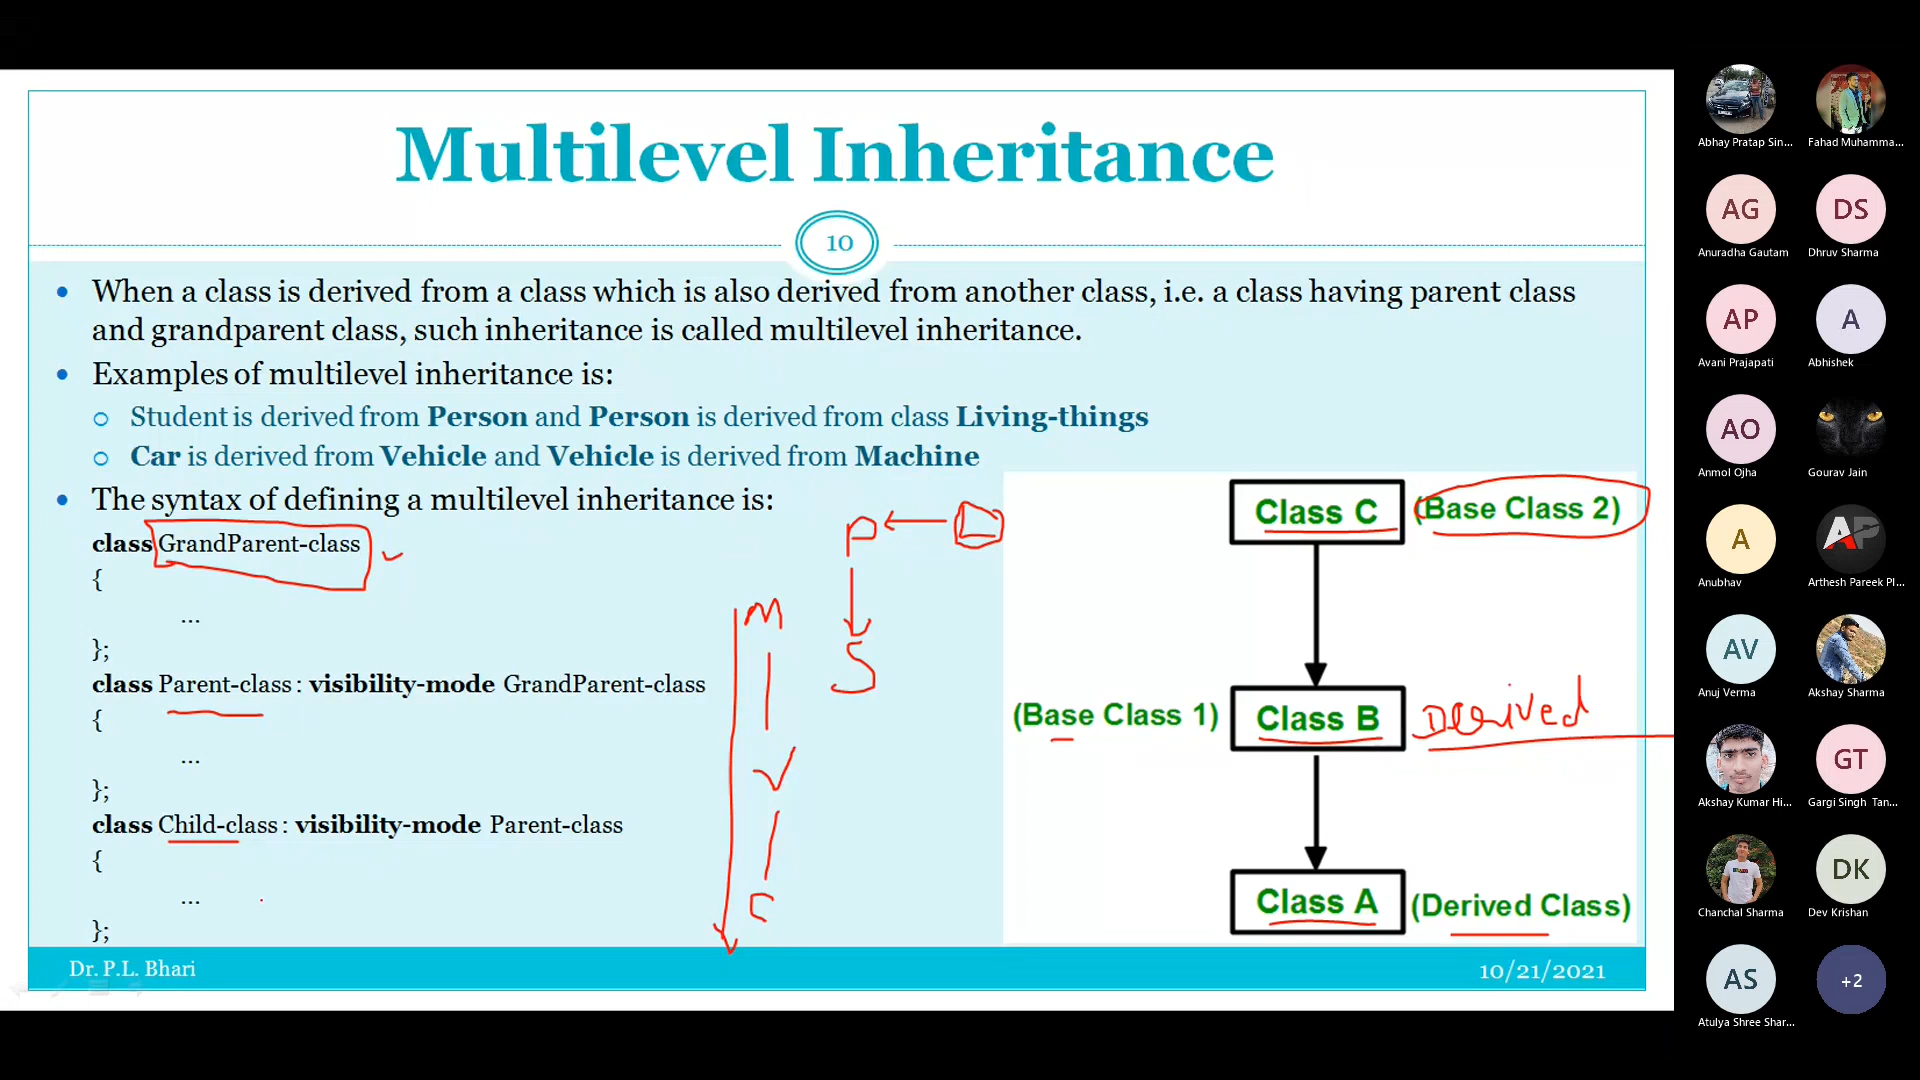 Multilevel Inheritance
10
When a class is derived from a class which is also derived from another class, i.e. a class having parent class
and grandparent class, such inheritance is called multilevel inheritance.
Examples of multilevel inheritance is:
Student is derived from Person and Person is derived from class Living-things
Car is derived from Vehicle and Vehicle is derived from Machine
The syntax of defining a multilevel inheritance is:
class GrandParent-class
{
...
};
class Parent-class : visibility-mode GrandParent-class
{
...
};
class Child-class : visibility-mode Parent-class
{
...
};
P
L
S
M
V
C
Class C (Base Class 2)
(Base Class 1) Class B Derived
Class A (Derived Class)
Dr. P.L. Bhari
10/21/2021
Abhay Pratap Sin...
Fahad Muhamma...
AG
DS
Anuradha Gautam
Dhruv Sharma
AP
A
Avani Prajapati
Abhishek
AO
Anmol Ojha
Gourav Jain
A
AP
Anubhav
Arthesh Pareek Pl...
AV
Anuj Verma
Akshay Sharma
GT
Akshay Kumar Hi...
Gargi Singh Tan...
DK
Chanchal Sharma
Dev Krishan
AS
+2
Atulya Shree Shar...